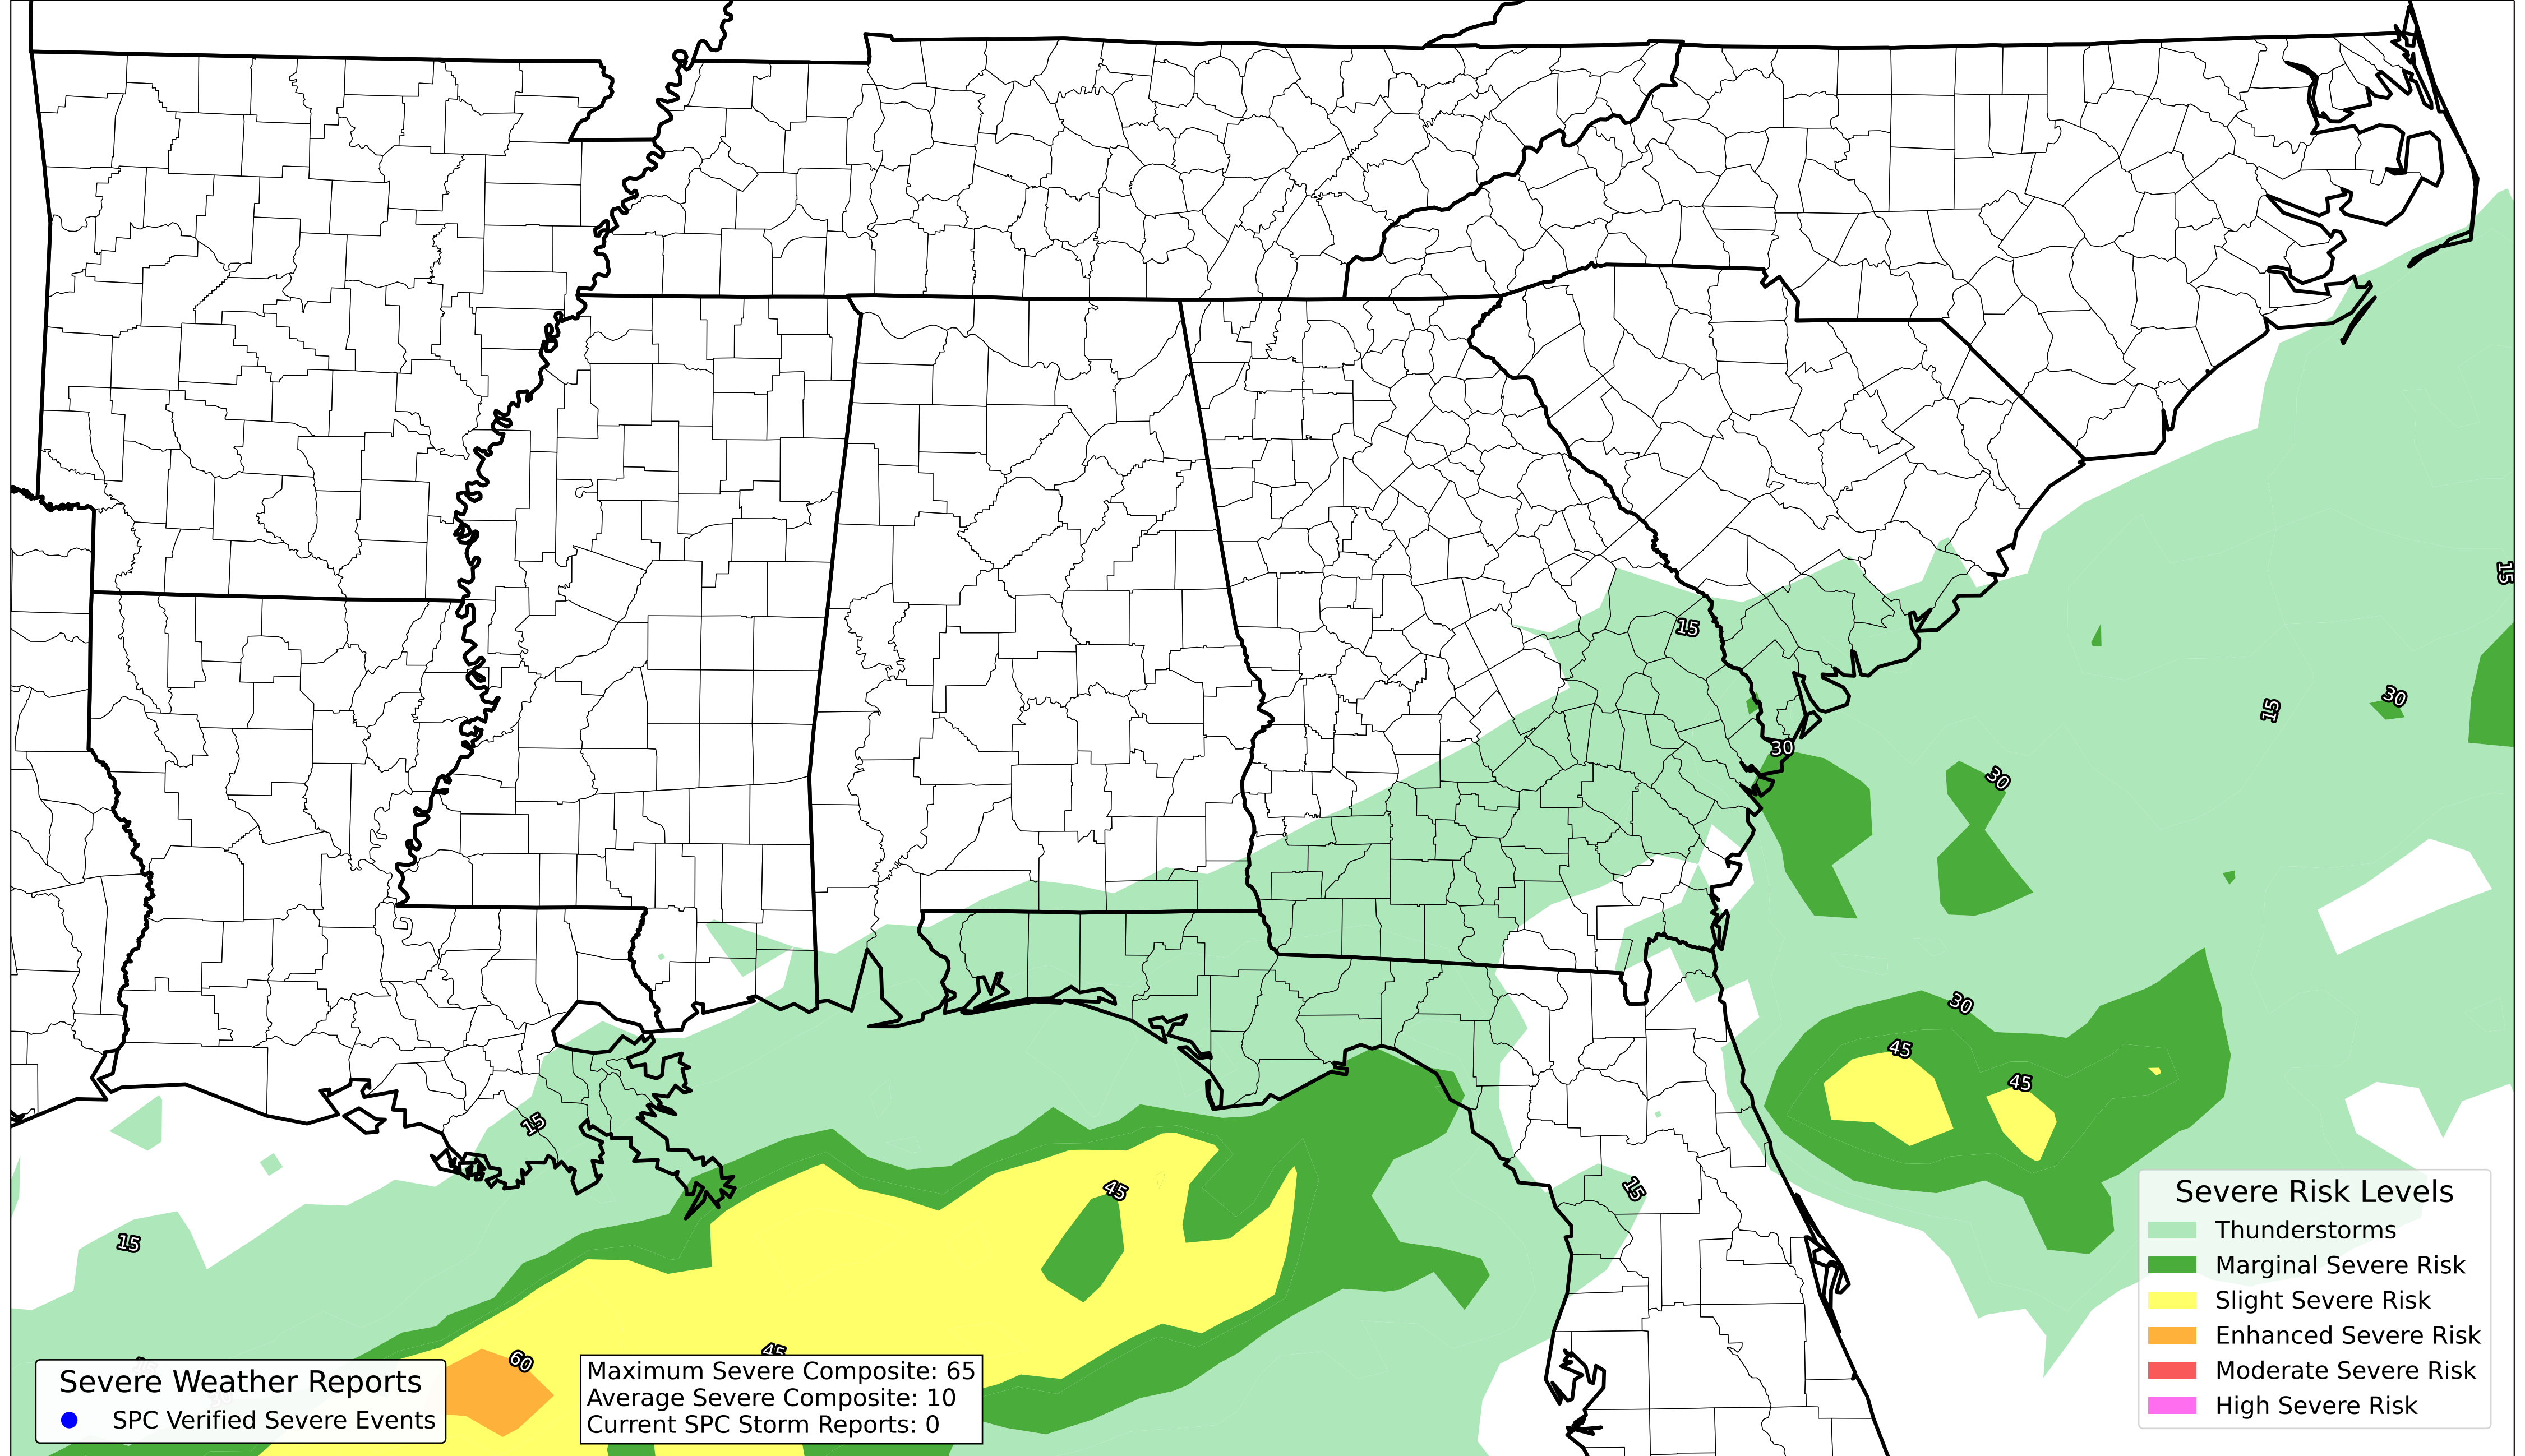 15
15
30
15
30
30
30
45
45
15
45
15
15
60
45
Severe Risk Levels
Thunderstorms
Marginal Severe Risk
Slight Severe Risk
Enhanced Severe Risk
Moderate Severe Risk
High Severe Risk
Severe Weather Reports
SPC Verified Severe Events
Maximum Severe Composite: 65
Average Severe Composite: 10
Current SPC Storm Reports: 0